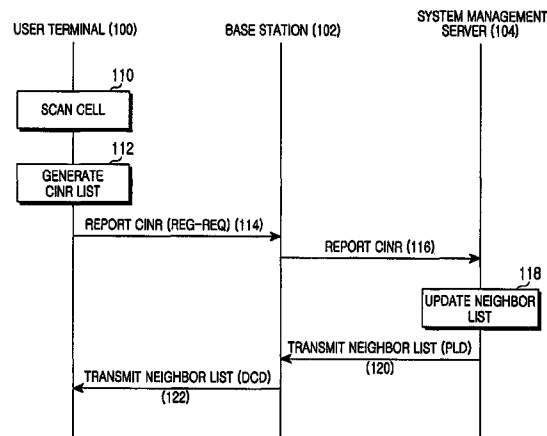 USER TERMINAL (100)
BASE STATION (102)
SYSTEM MANAGEMENT
SERVER (104)
110
SCAN CELL
112
GENERATE
CINR LIST
REPORT CINR (REG-REQ) (114)
REPORT CINR (116)
118
UPDATE NEIGHBOR
LIST
TRANSMIT NEIGHBOR LIST (PLD)
(120)
TRANSMIT NEIGHBOR LIST (DCD)
(122)